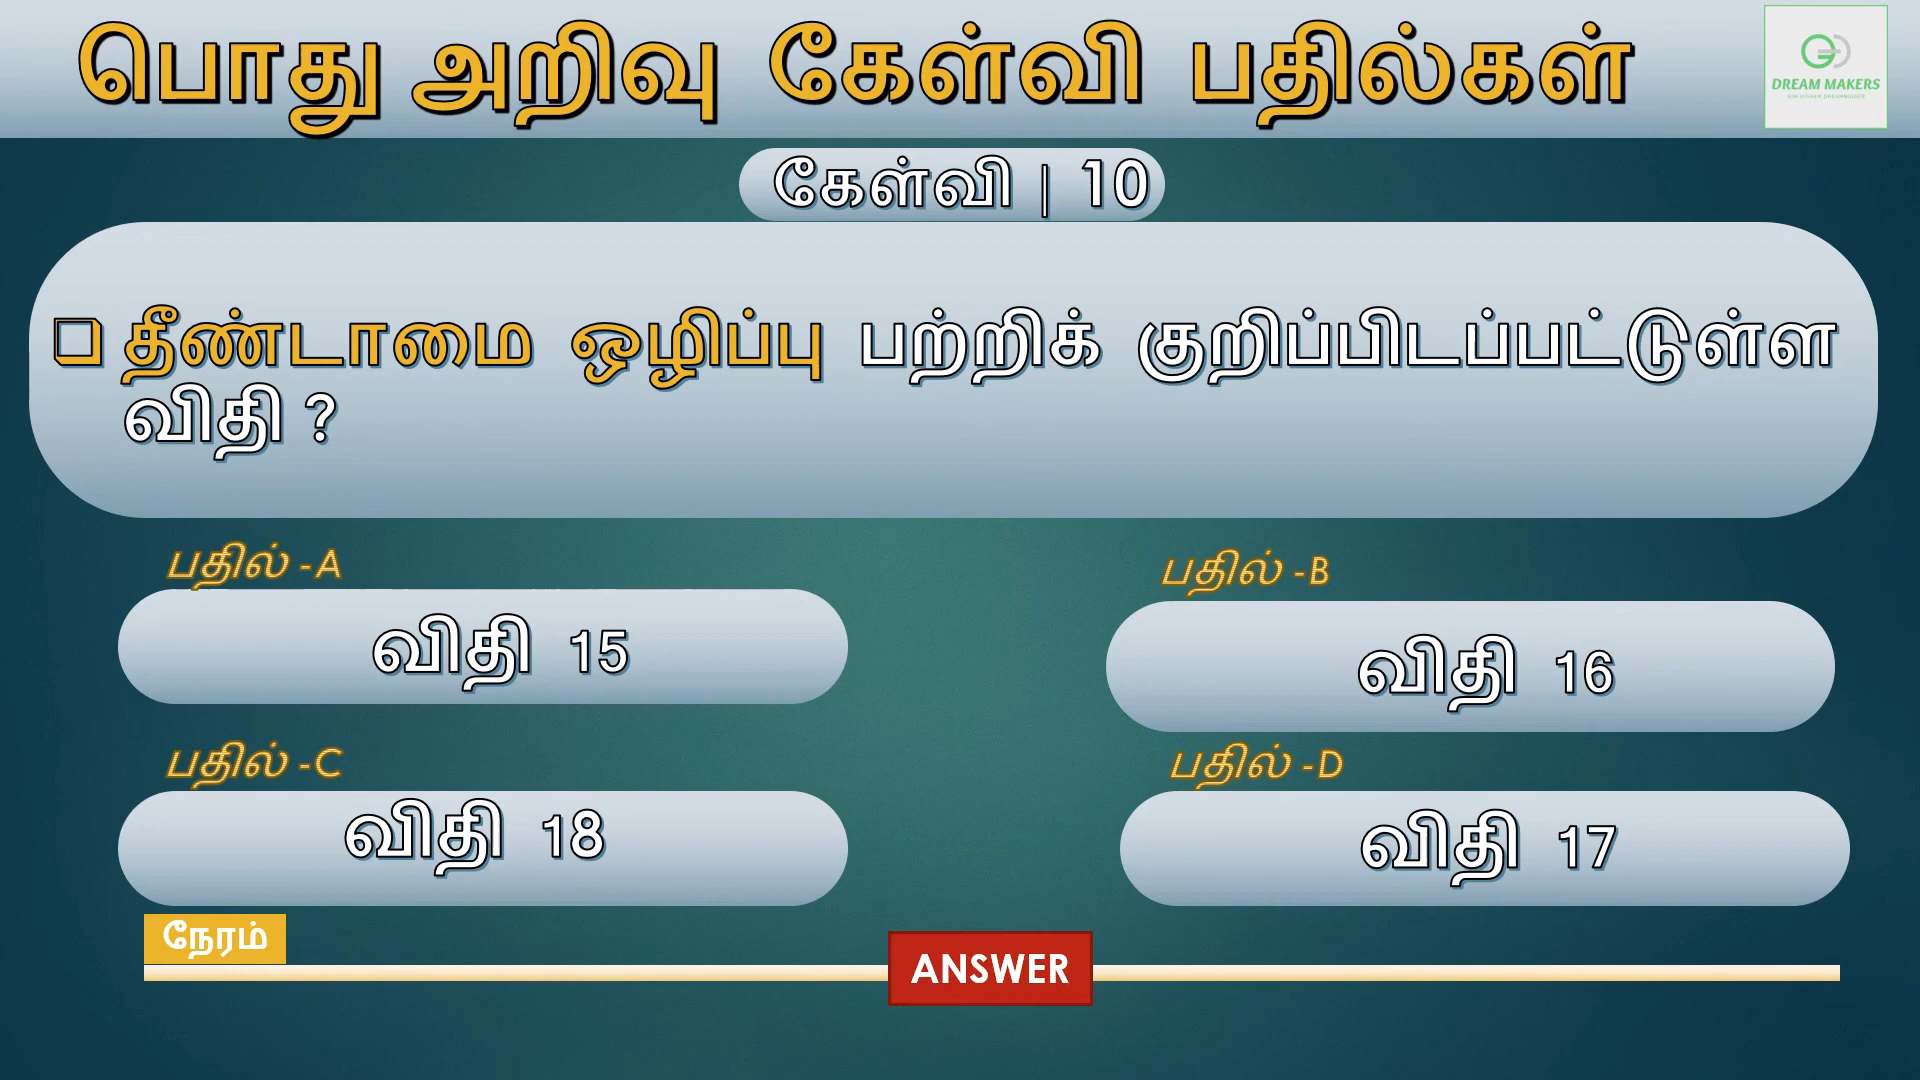 பொது அறிவு கேள்வி பதில்கள்
DREAM MAKERS
கேள்வி | 10
❑ தீண்டாமை ஒழிப்பு பற்றிக் குறிப்பிடப்பட்டுள்ள
விதி ?
பதில் -A
விதி 15
பதில் -B
விதி 16
பதில் -C
விதி 18
பதில் -D
விதி 17
நேரம்
ANSWER